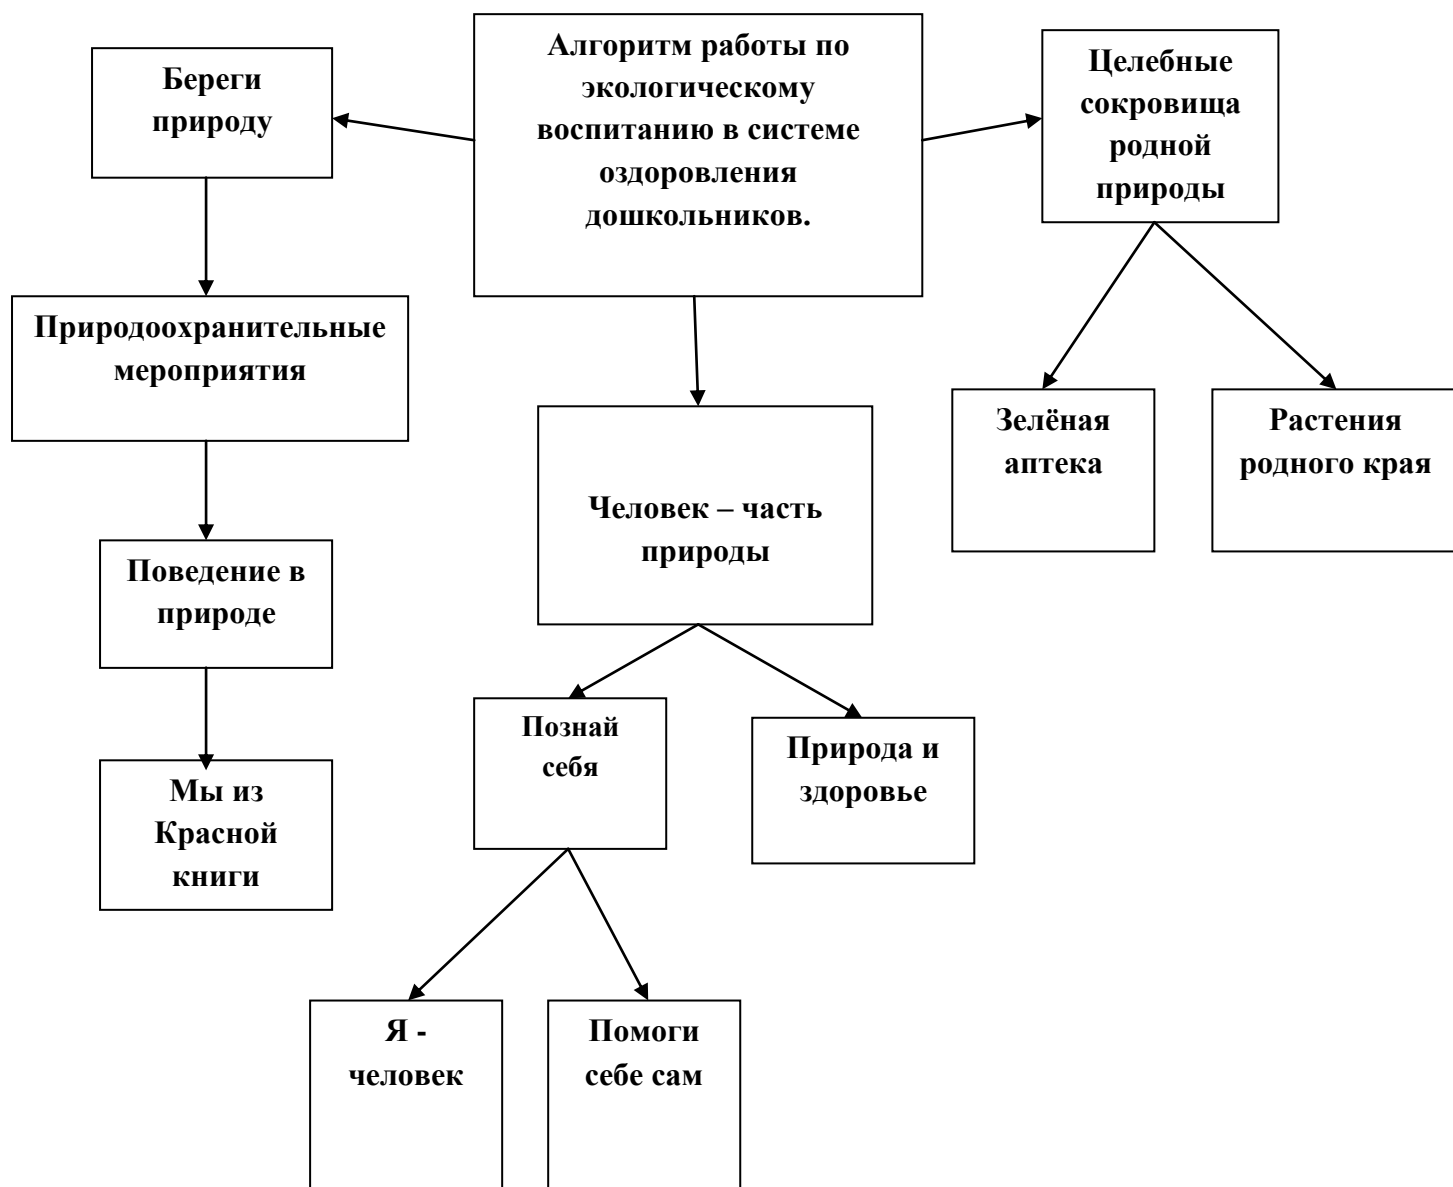 Алгоритм работы по
экологическому
воспитанию в системе
оздоровления
дошкольников.
Береги
природу
Целебные
сокровища
родной
природы
Природоохранительные
мероприятия
Человек – часть
природы
Зелёная
аптека
Растения
родного края
Поведение в
природе
Познай
себя
Природа и
здоровье
Мы из
Красной
книги
Я -
человек
Помоги
себе сам